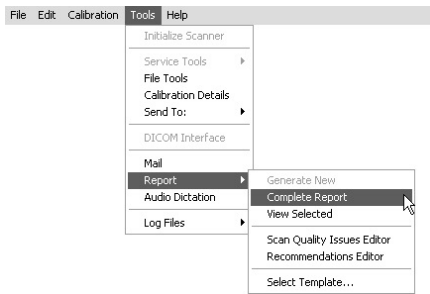 File Edit Calibration Tools Help
Initialize Scanner
Service Tools
File Tools
Calibration Details
Send To:
DICOM Interface
Mail
Report
Audio Dictation
Log Files
Generate New
Complete Report
View Selected
Scan Quality Issues Editor
Recommendations Editor
Select Template...